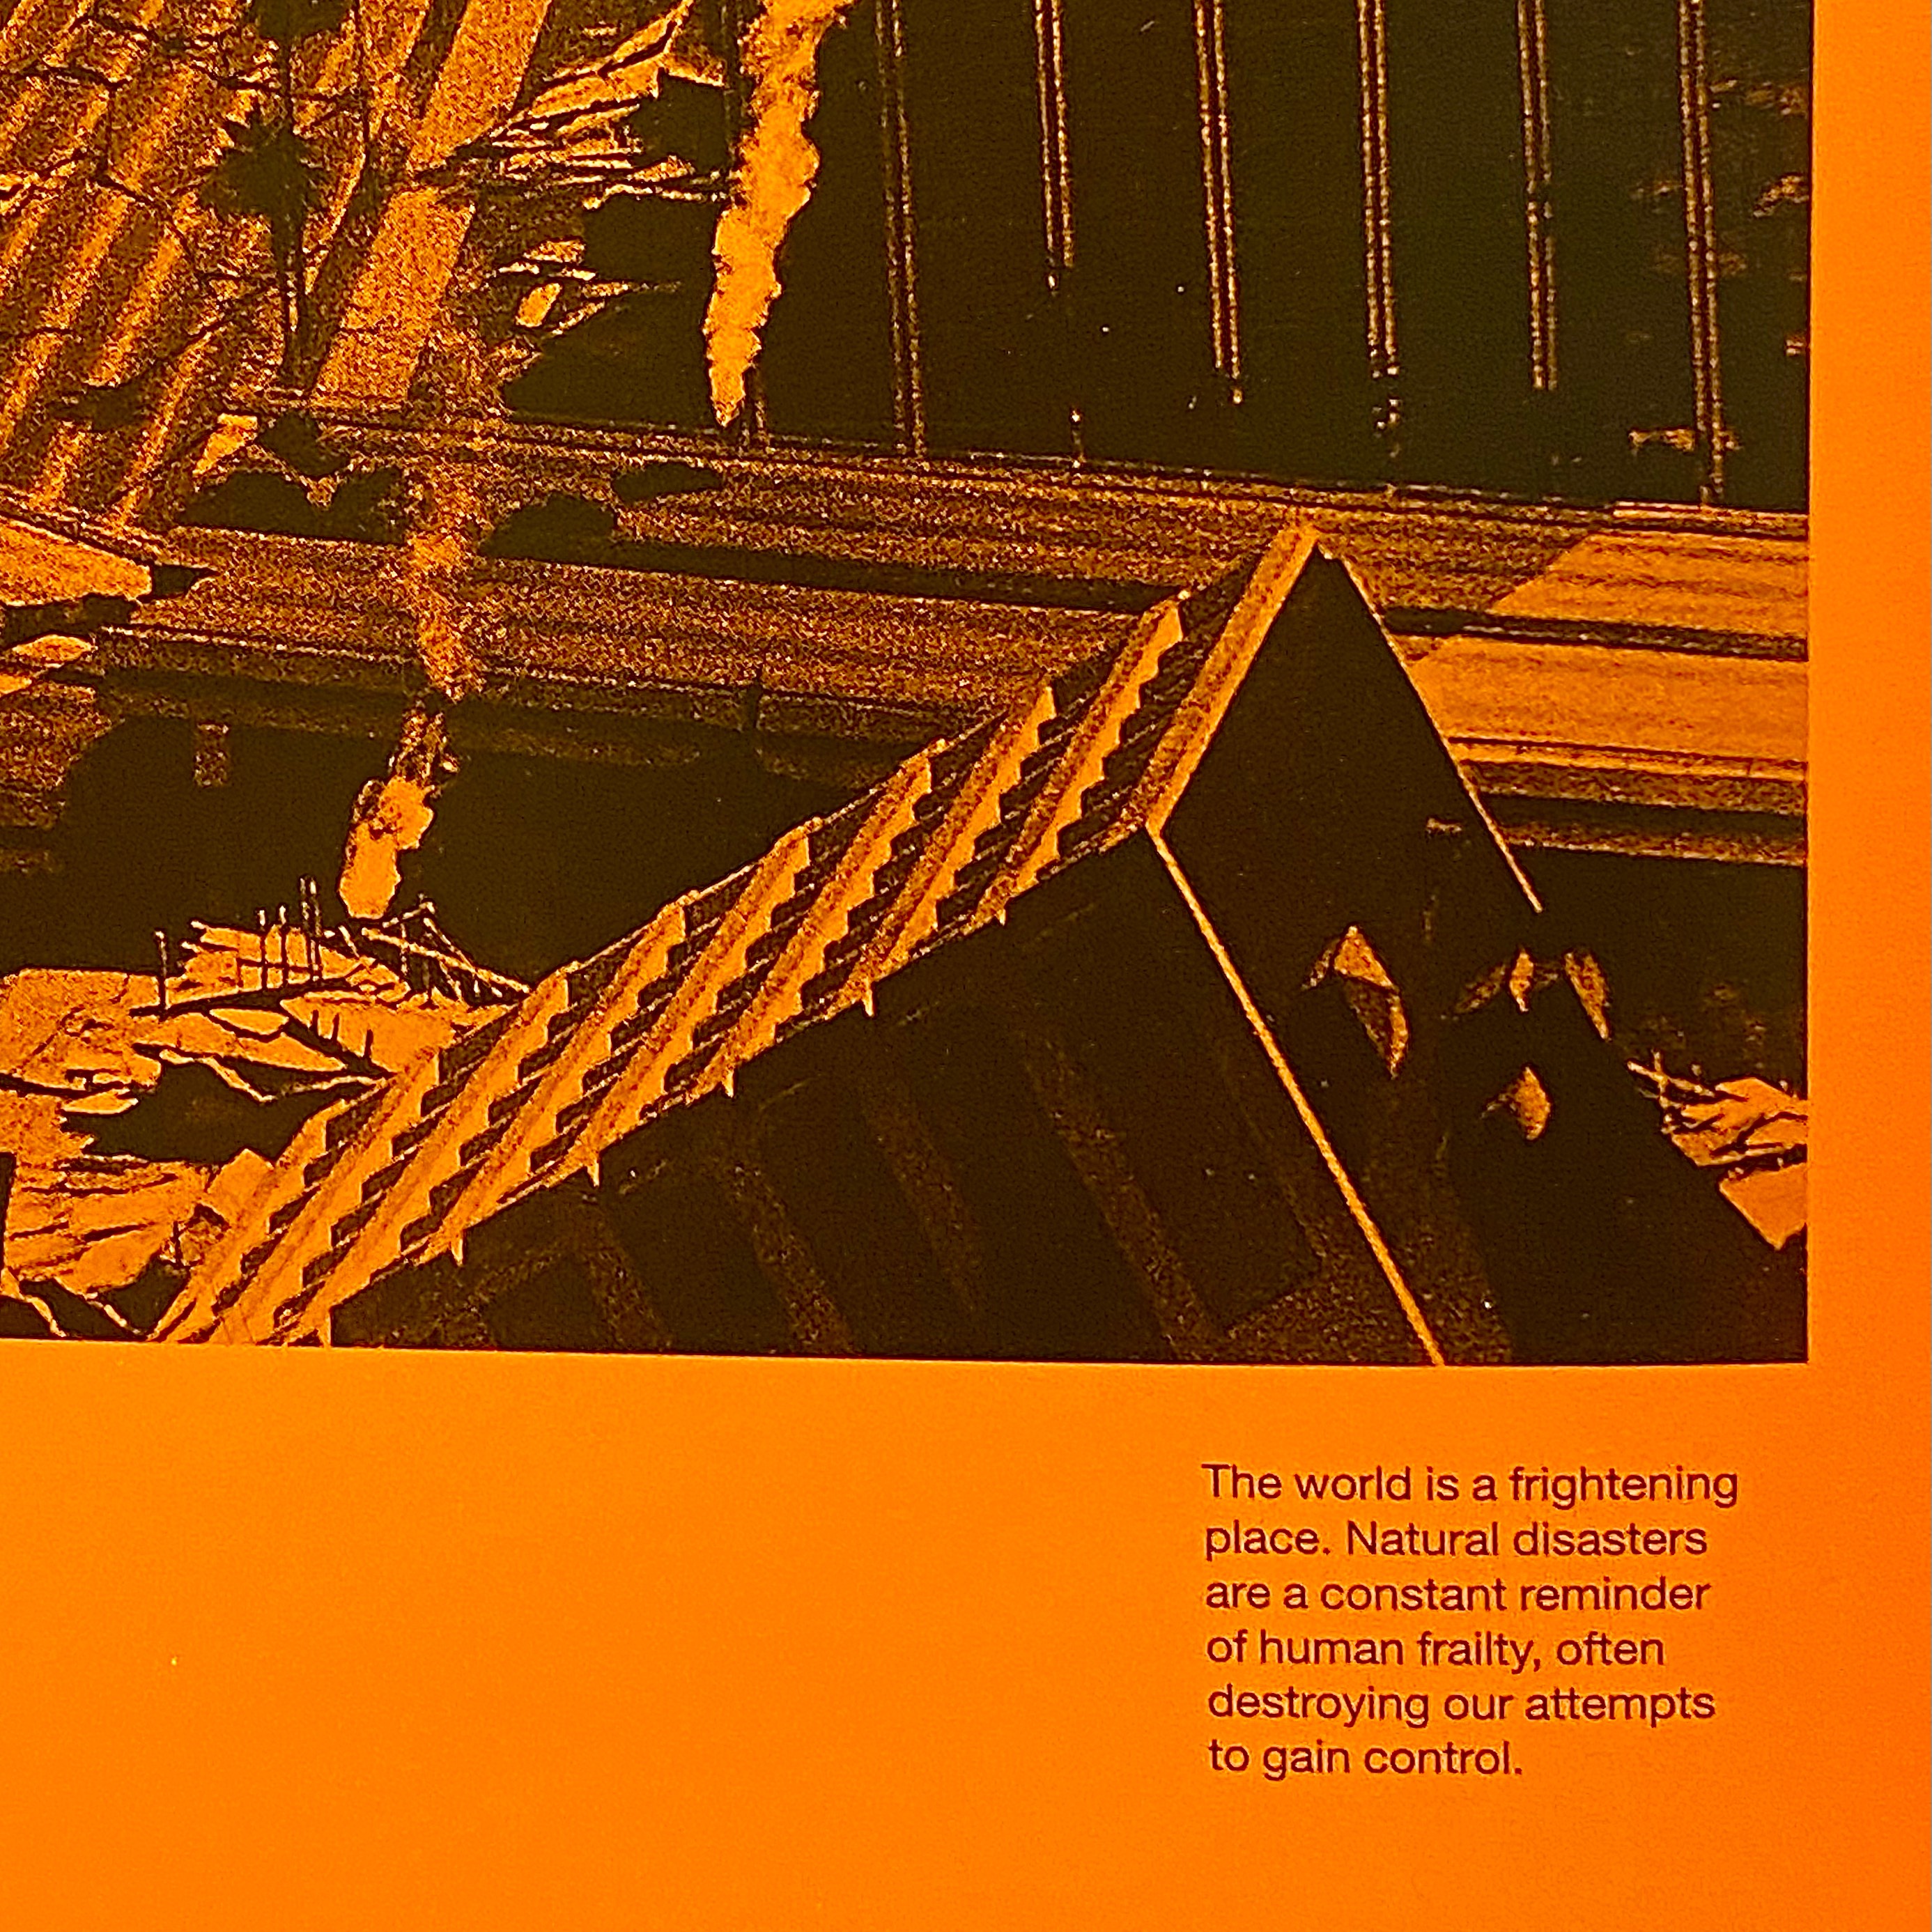 The world is a frightening
place. Natural disasters
are a constant reminder
of human frailty, often
destroying our attempts
to gain control.